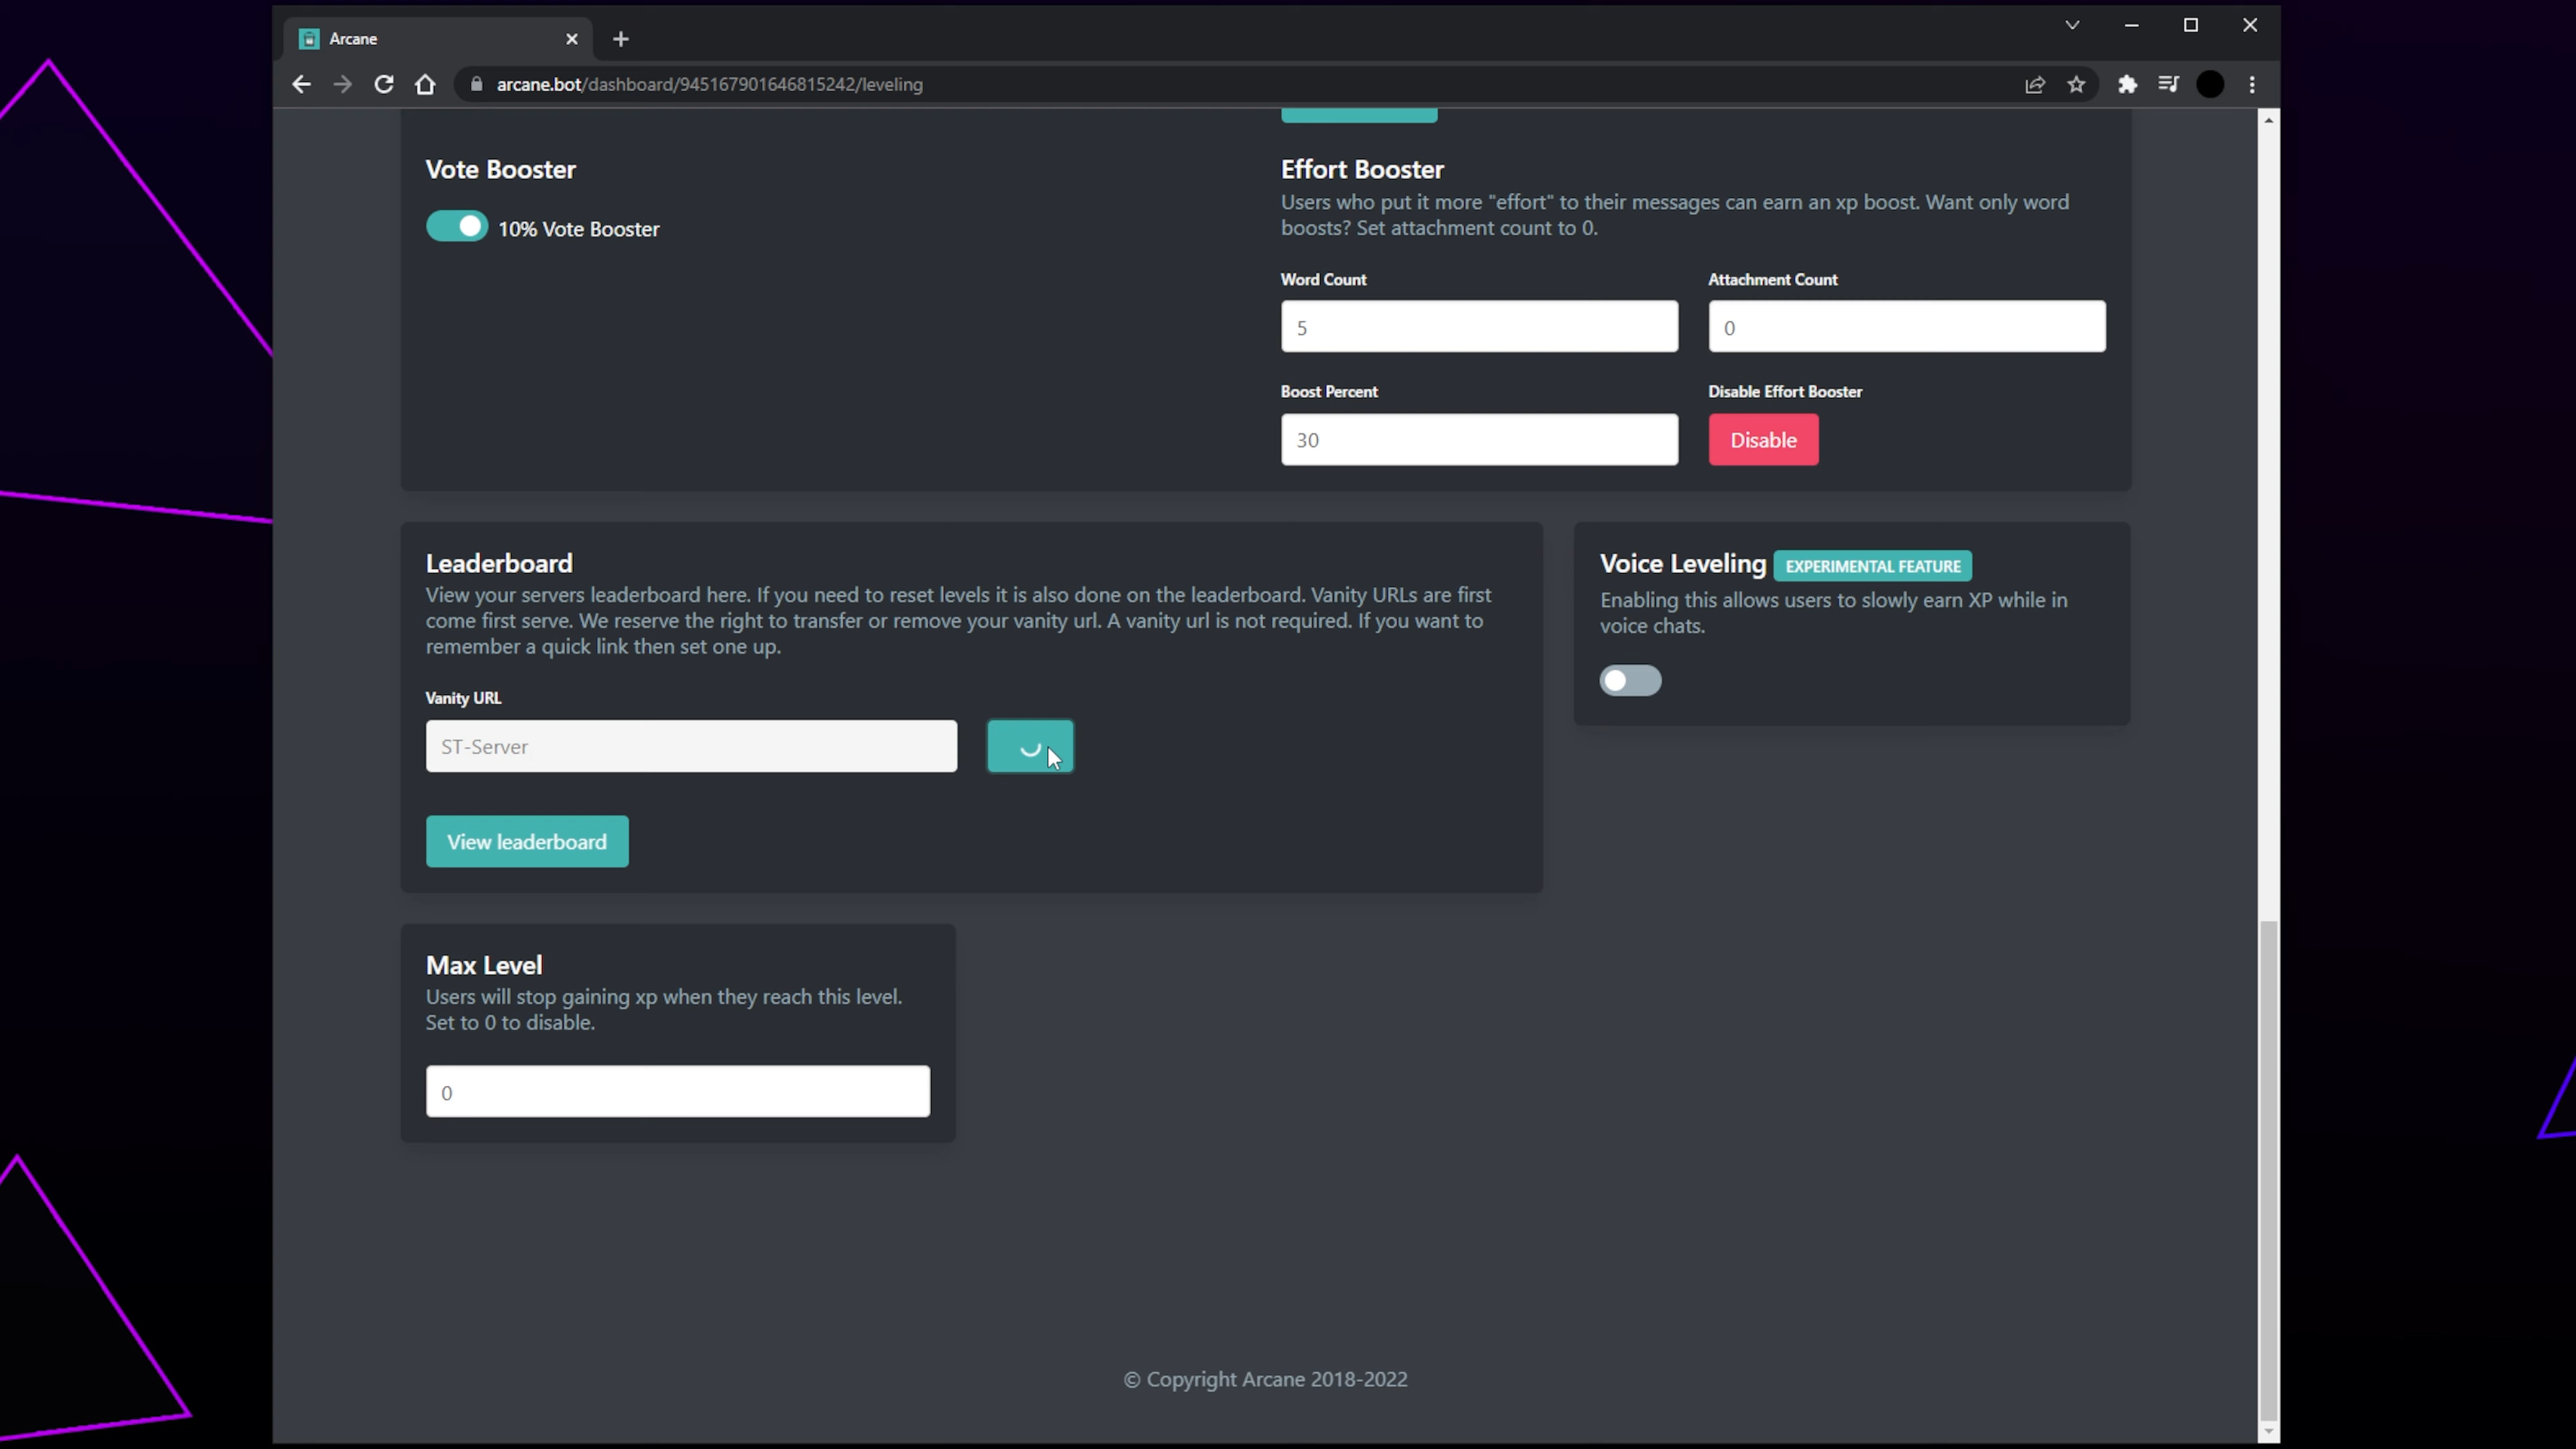 Arcane
arcane.bot/dashboard/945167901646815242/leveling
Vote Booster
10% Vote Booster
Effort Booster
Users who put it more "effort" to their messages can earn an xp boost. Want only word
boosts? Set attachment count to 0.
Word Count
Attachment Count
5
0
Boost Percent
Disable Effort Booster
30
Disable
Leaderboard
View your servers leaderboard here. If you need to reset levels it is also done on the leaderboard. Vanity URLs are first
come first serve. We reserve the right to transfer or remove your vanity url. A vanity url is not required. If you want to
remember a quick link then set one up.
Vanity URL
ST-Server
View leaderboard
Voice Leveling EXPERIMENTAL FEATURE
Enabling this allows users to slowly earn XP while in
voice chats.
Max Level
Users will stop gaining xp when they reach this level.
Set to 0 to disable.
0
© Copyright Arcane 2018-2022